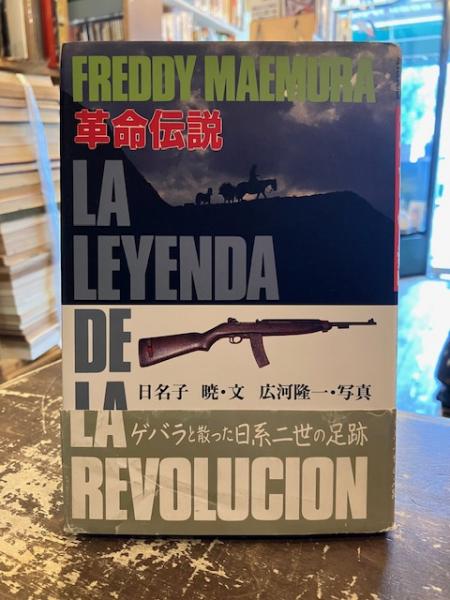 FREDDY MAEMURA
革命伝説
LA
LEYENDA
DE
日名子 暁・文 広河隆一・写真
LA
ゲバラと散った日系二世の足跡
REVOLUCION